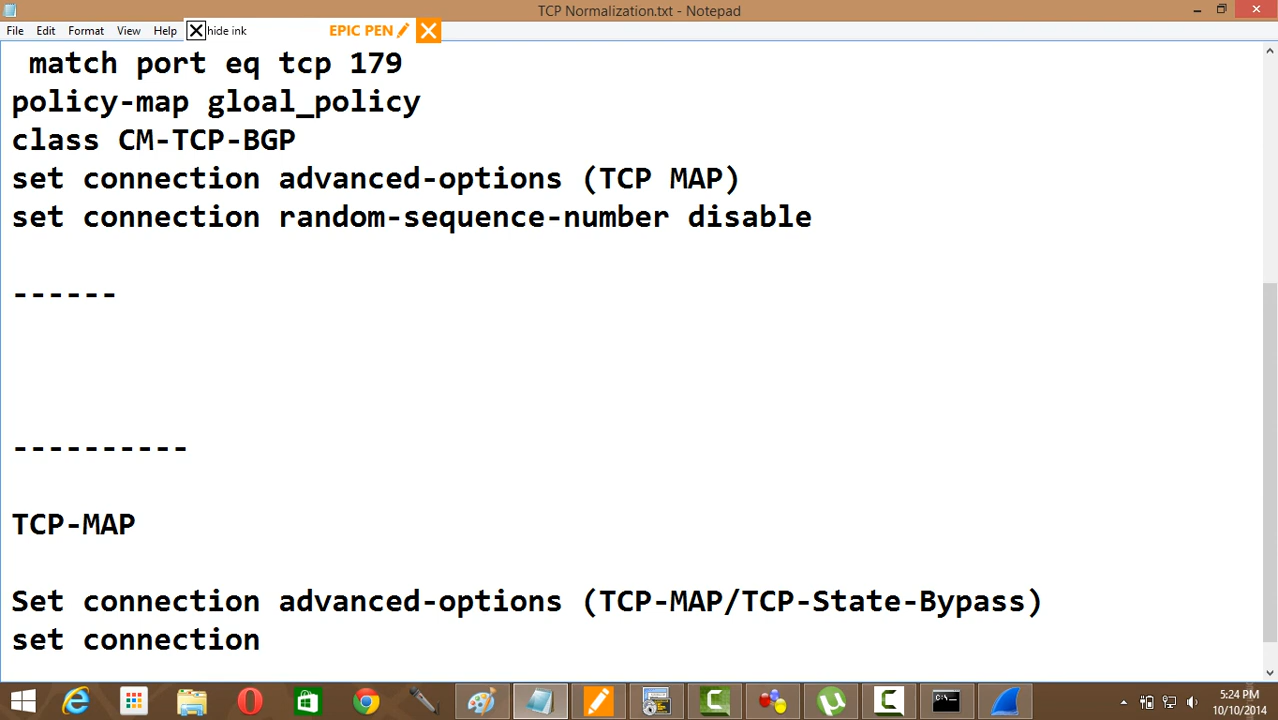 TCP Normalization.txt - Notepad
File Edit Format View Help hide ink EPIC PEN
match port eq tcp 179
policy-map gloal_policy
class CM-TCP-BGP
set connection advanced-options (TCP MAP)
set connection random-sequence-number disable
------
----------
TCP-MAP
Set connection advanced-options (TCP-MAP/TCP-State-Bypass)
set connection
5:24 PM
10/10/2014